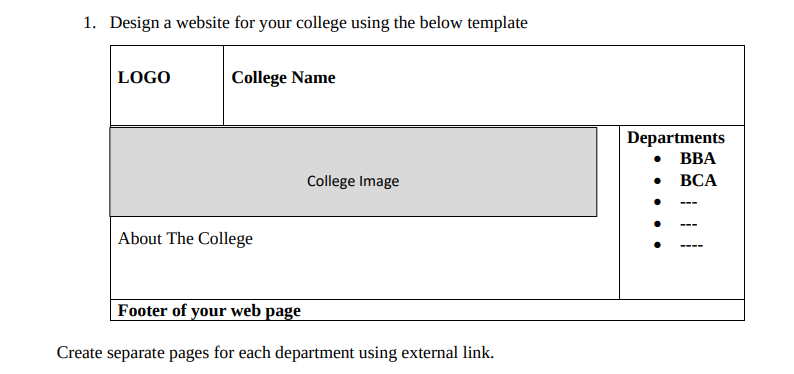 1. Design a website for your college using the below template
LOGO
College Name
College Image
About The College
Departments
• BBA
• BCA
• ---
• ---
• ----
Footer of your web page
Create separate pages for each department using external link.